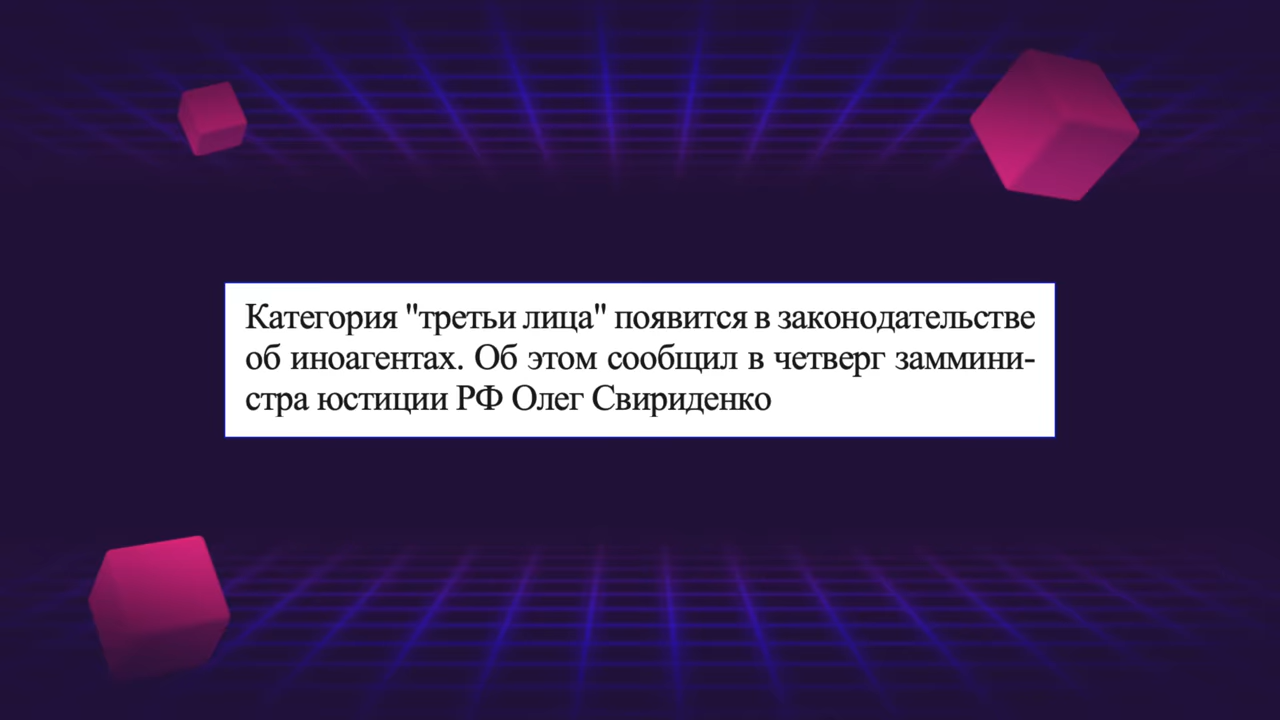 Категория "третьи лица" появится в законодательстве
об иноагентах. Об этом сообщил в четверг заммини-
стра юстиции РФ Олег Свириденко